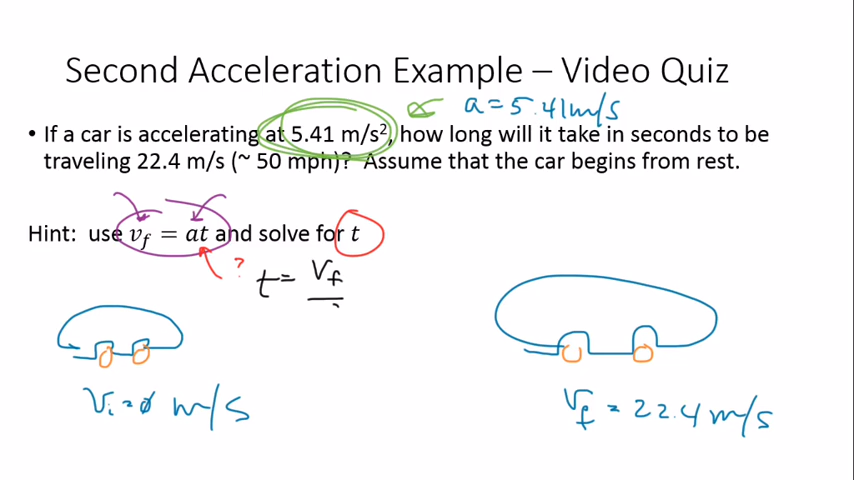 Second Acceleration Example – Video Quiz
a = 5.41 m/s
• If a car is accelerating at 5.41 m/s², how long will it take in seconds to be
traveling 22.4 m/s (~ 50 mph)? Assume that the car begins from rest.
Hint: use v_f = at and solve for t
?
t = v_f
Vi = 0 m/s
V_f = 22.4 m/s